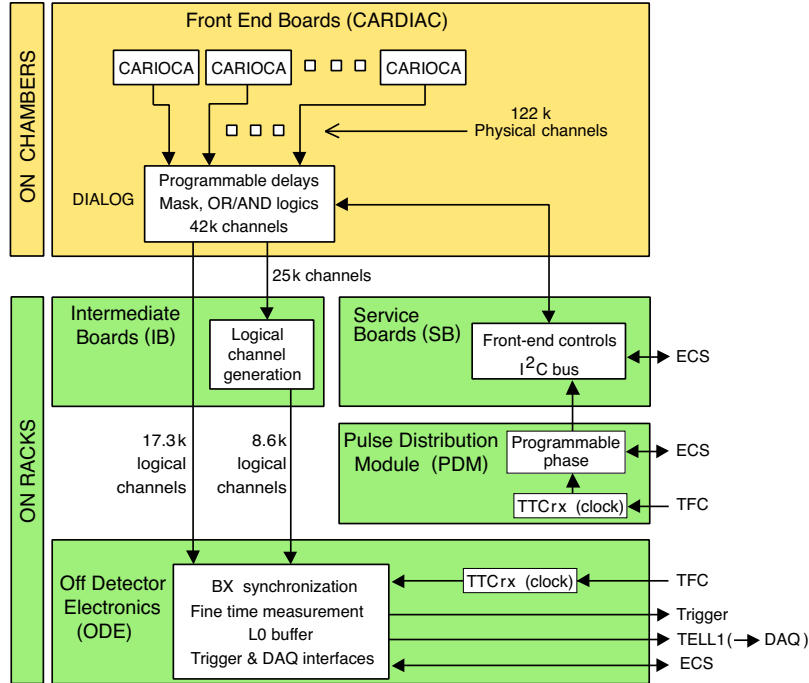 Front End Boards (CARDIAC)
CARIOCA
CARIOCA
CARIOCA
122 k
Physical channels
ON CHAMBERS
DIALOG
Programmable delays
Mask, OR/AND logics
42k channels
25k channels
ON RACKS
Intermediate
Boards (IB)
Logical
channel
generation
Service
Boards (SB)
Front-end controls
I2C bus
ECS
17.3k
logical
channels
8.6k
logical
channels
Pulse Distribution
Module (PDM)
Programmable
phase
ECS
TTCrx (clock)
TFC
Off Detector
Electronics
(ODE)
BX synchronization
Fine time measurement
L0 buffer
Trigger & DAQ interfaces
TTCrx (clock)
TFC
Trigger
TELL1 (→ DAQ)
ECS